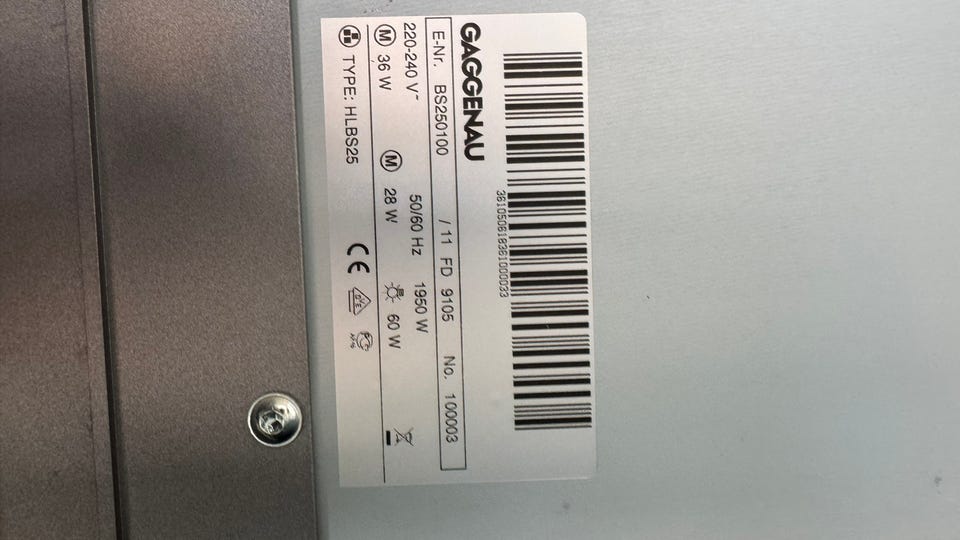 361050618361000033
GAGGENAU
E-Nr. BS250100 / 11 FD 9105 No. 100003
220-240 V~ 50/60 Hz 1950 W
M 36 W M 28 W 60 W
TYPE: HLBS25 CE